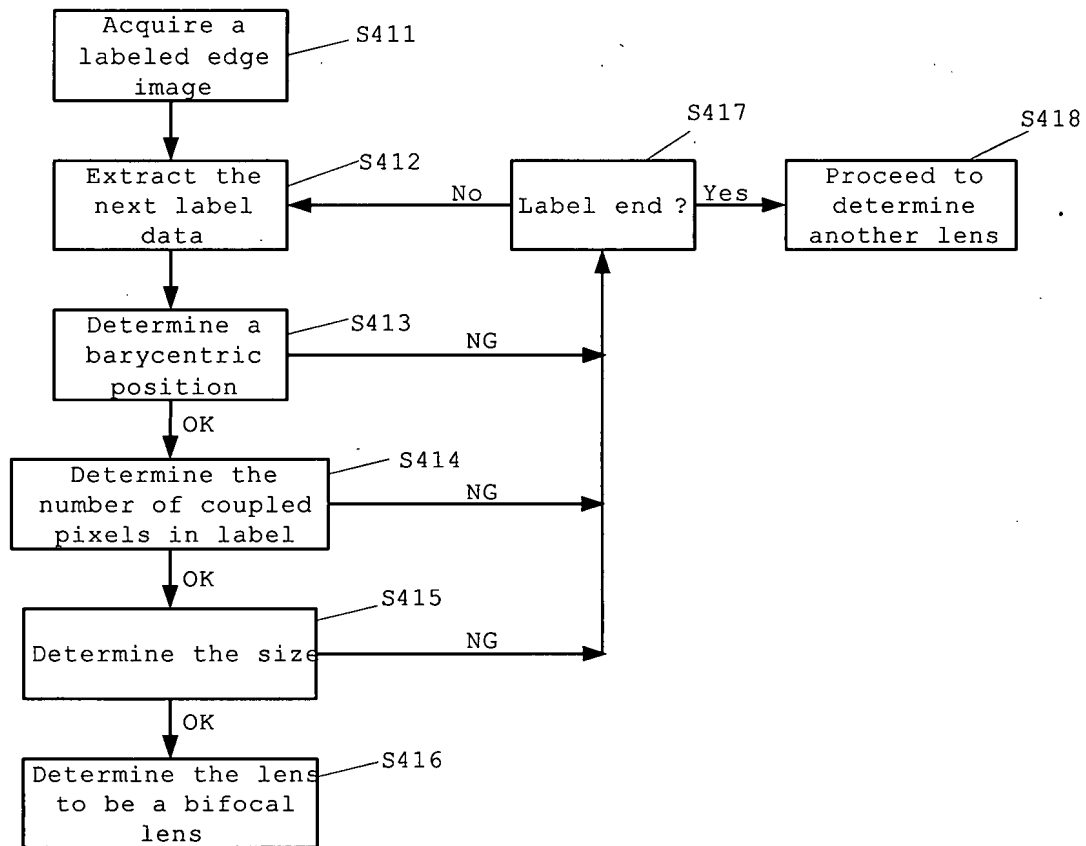 Acquire a
labeled edge
image
S411
S417
S418
S412
Extract the
next label
data
No
Label end ?
Yes
Proceed to
determine
another lens
Determine a
barycentric
position
S413
NG
OK
Determine the
number of coupled
pixels in label
S414
NG
OK
S415
Determine the size
NG
OK
Determine the lens
to be a bifocal
lens
S416